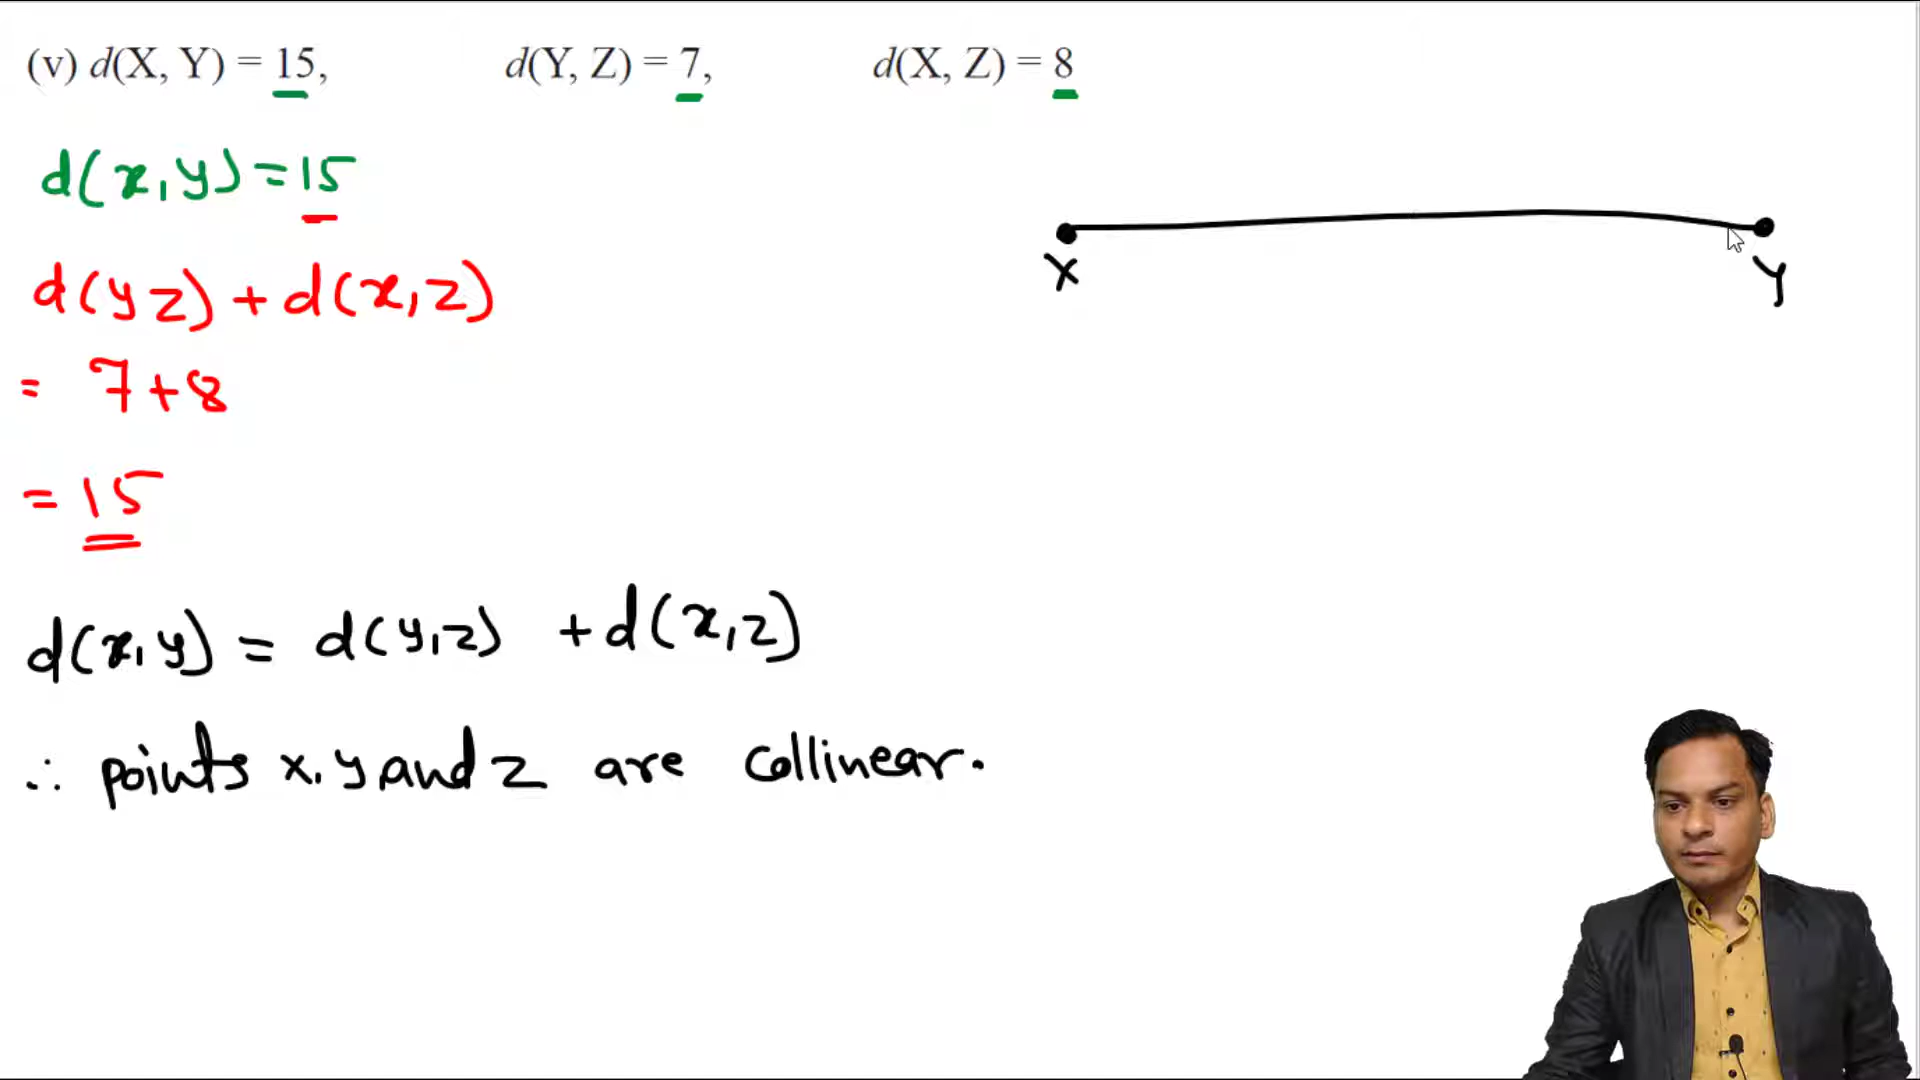 (v) d(X, Y) = 15, d(Y, Z) = 7, d(X, Z) = 8
d(x,y) = 15
d(y z) + d(x,z)
= 7+8
= 15
d(x,y) = d(y,z) + d(x,z)
∴ points x, y and z are collinear.
X
Y